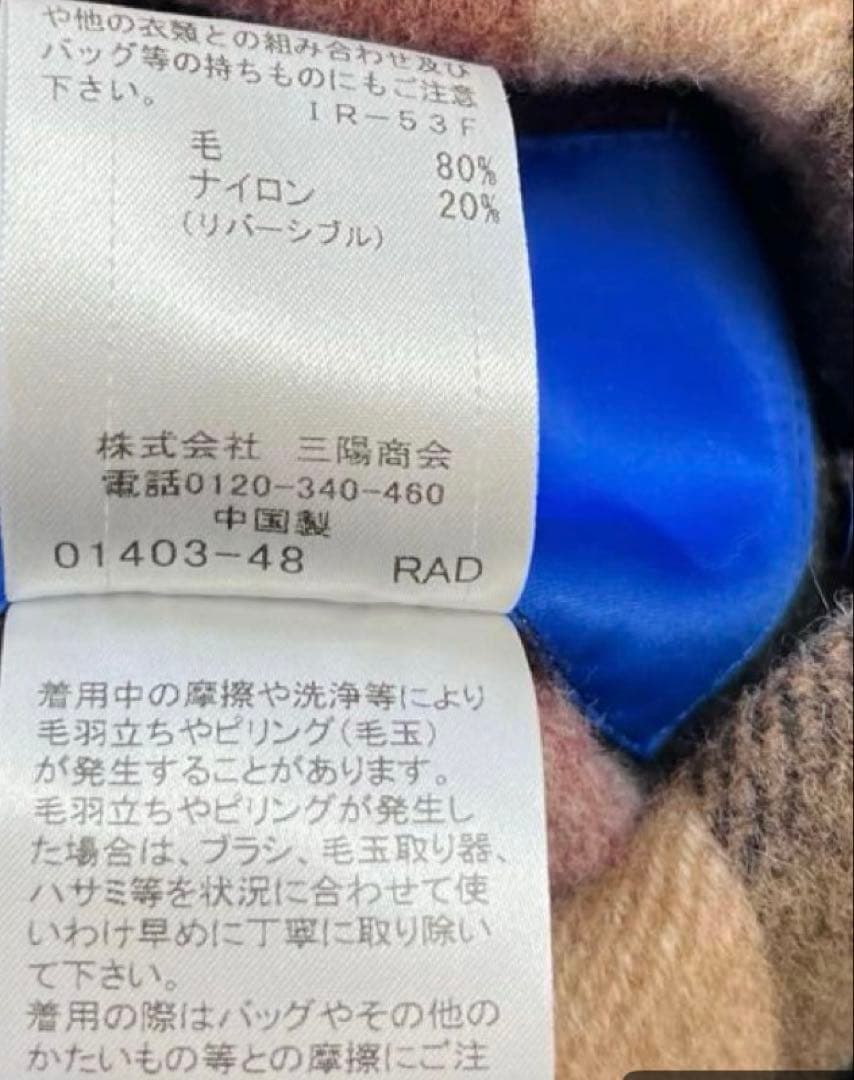 や他の衣類との組み合わせ及び
バッグ等の持ちものにもご注意
下さい。
IR-53F
毛 80%
ナイロン 20%
(リバーシブル)
株式会社 三陽商会
電話0120-340-460
中国製
01403-48 RAD
着用中の摩擦や洗浄等により
毛羽立ちやピリング(毛玉)
が発生することがあります。
毛羽立ちやピリングが発生し
た場合は、ブラシ、毛玉取り器、
ハサミ等を状況に合わせて使
いわけ早めに丁寧に取り除い
て下さい。
着用の際はバッグやその他の
かたいもの等との摩擦にご注